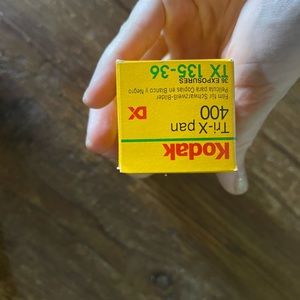 Kodak
Tri-X pan
400
DX
Film für Schwarzweiß-Bilder
Película para Copias en Blanco y Negro
36 EXPOSURES
TX 135-36